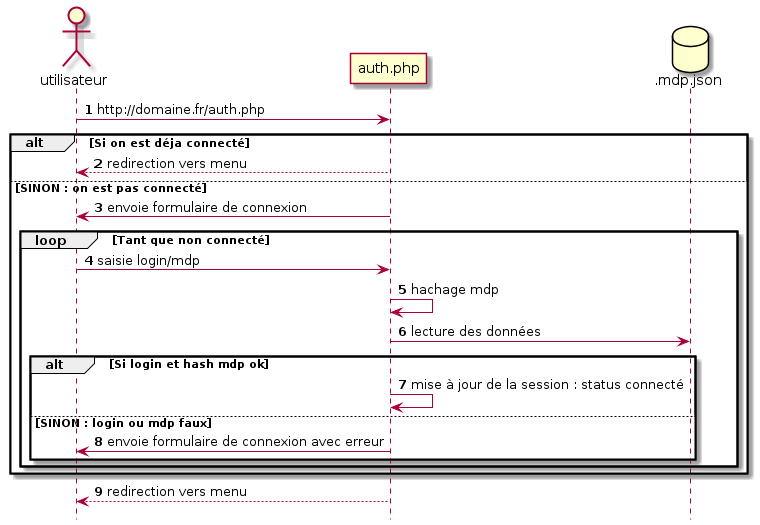 utilisateur
auth.php
.mdp.json
1 http://domaine.fr/auth.php
alt [Si on est déja connecté]
2 redirection vers menu
[SINON : on est pas connecté]
3 envoie formulaire de connexion
loop [Tant que non connecté]
4 saisie login/mdp
5 hachage mdp
6 lecture des données
alt [Si login et hash mdp ok]
7 mise à jour de la session : status connecté
[SINON : login ou mdp faux]
8 envoie formulaire de connexion avec erreur
9 redirection vers menu